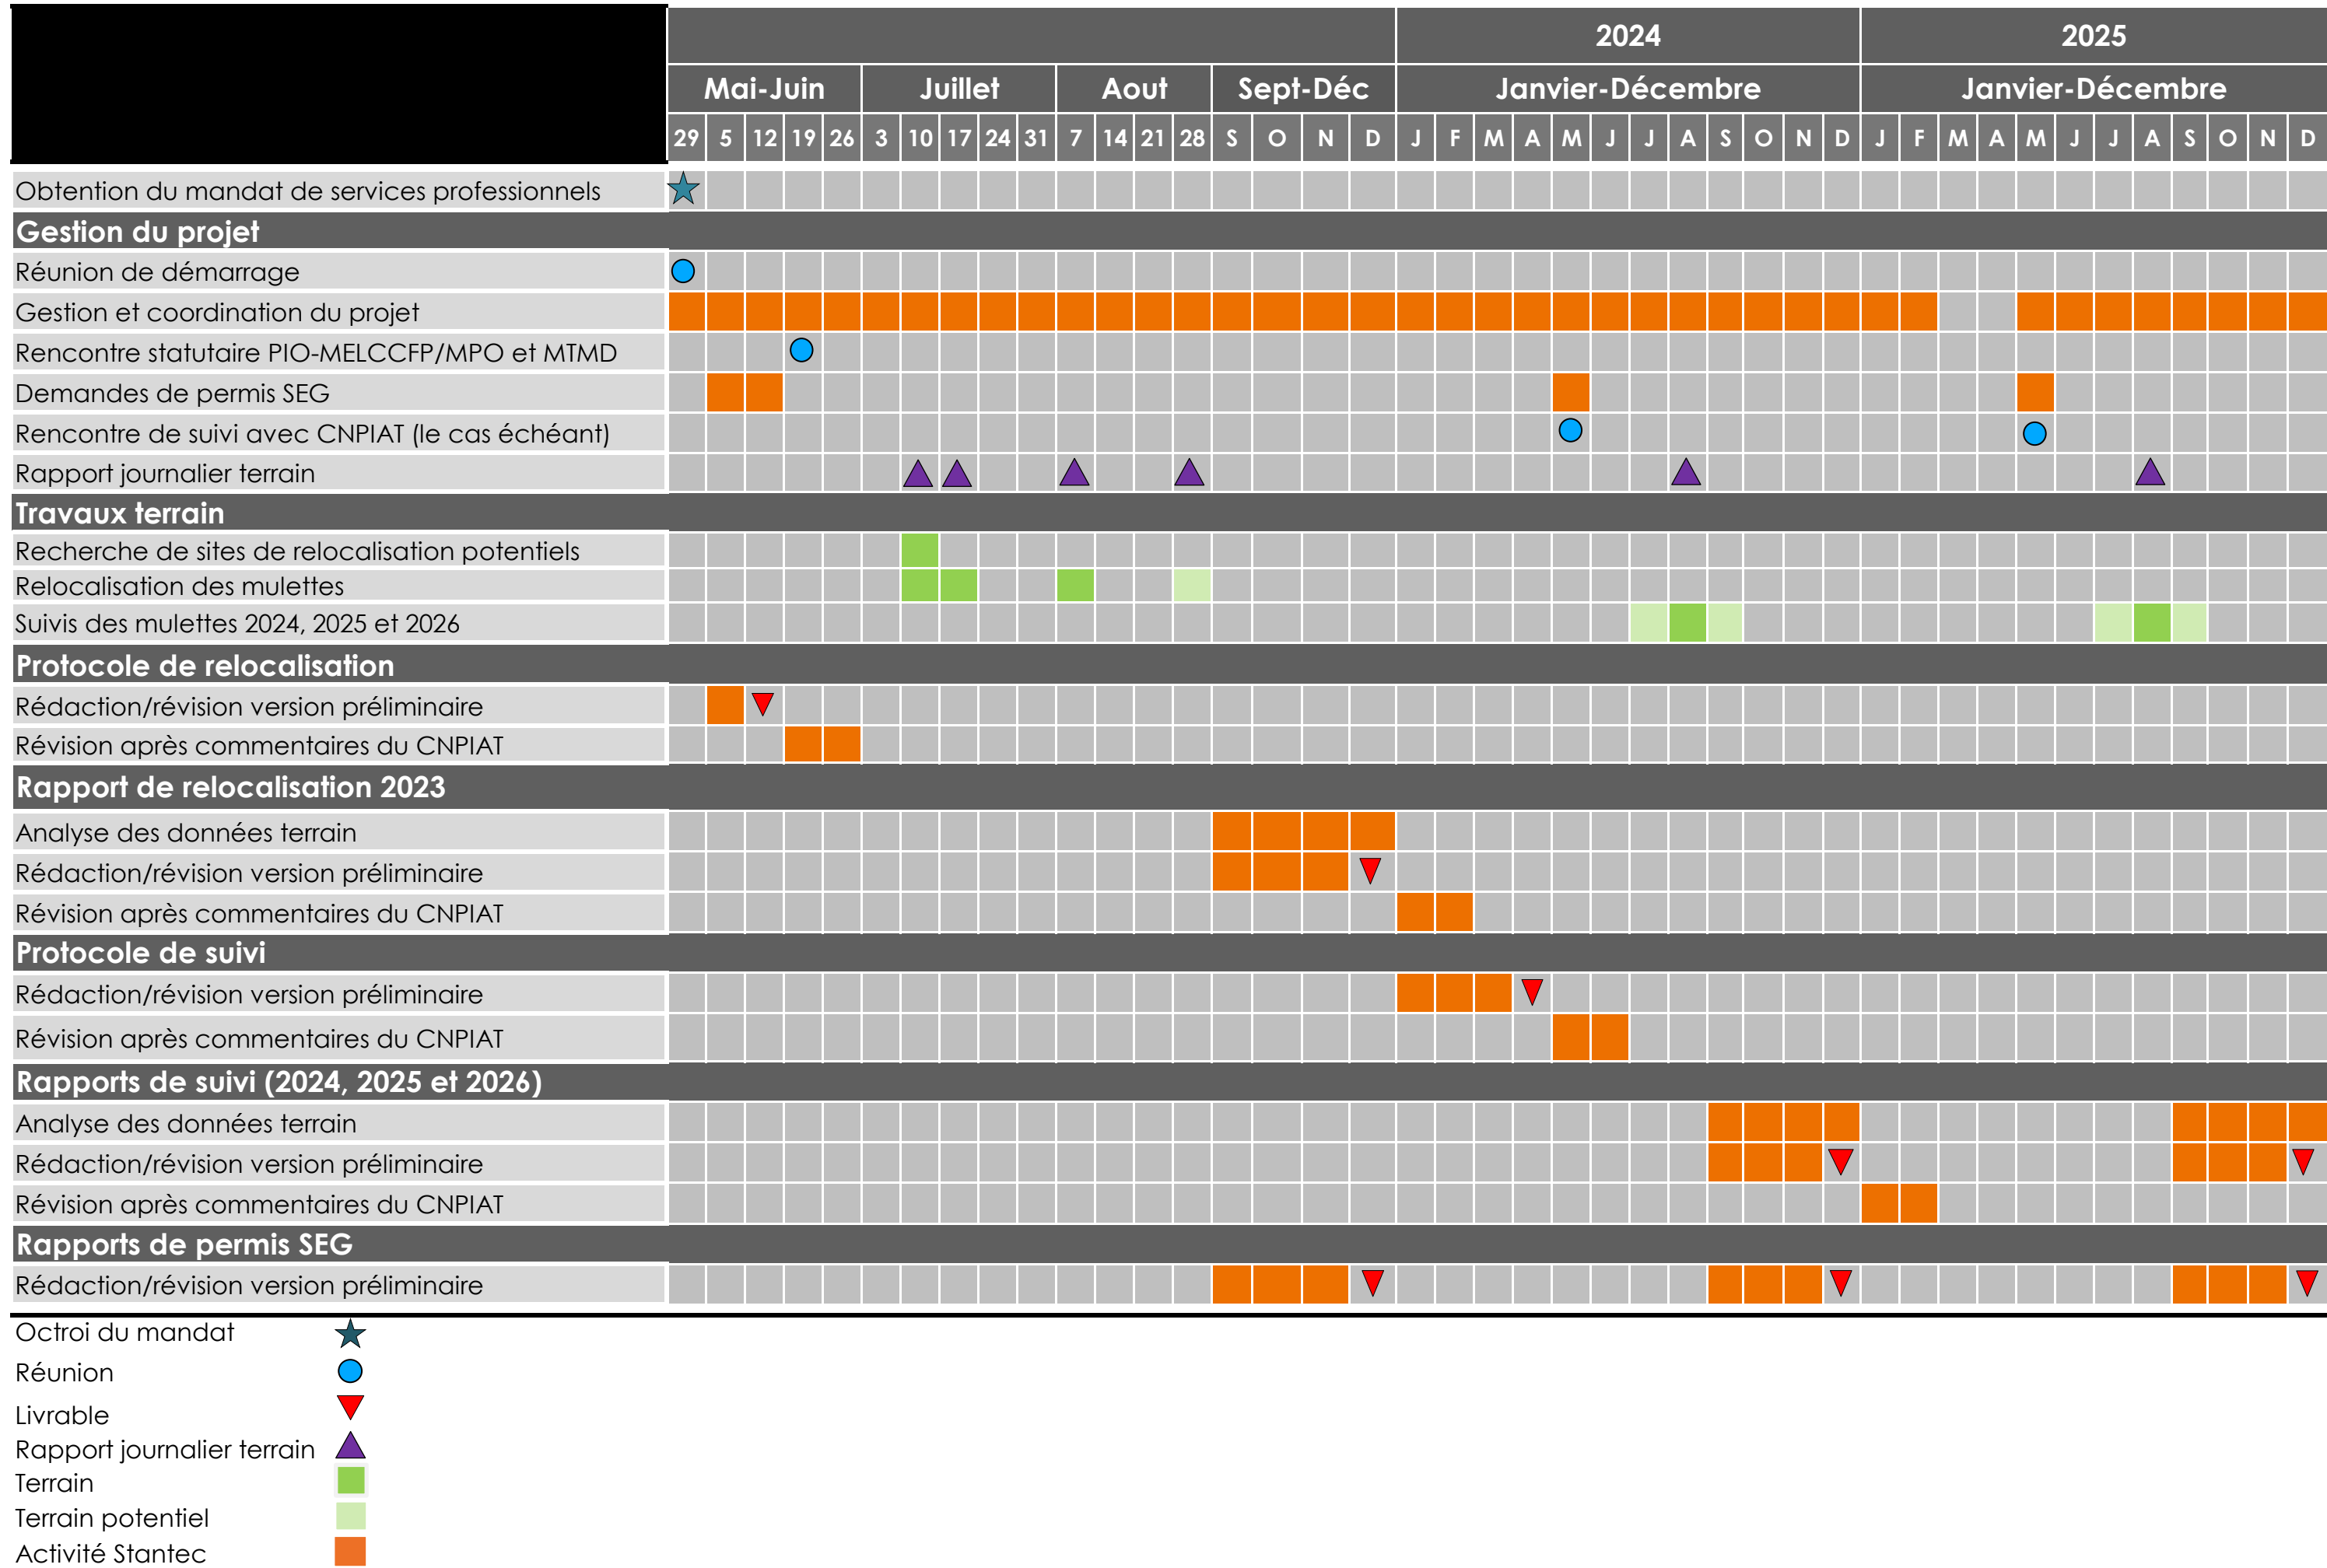 2024 2025
Mai-Juin Juillet Aout Sept-Déc Janvier-Décembre Janvier-Décembre
29 5 12 19 26 3 10 17 24 31 7 14 21 28 S O N D J F M A M J J A S O N D J F M A M J J A S O N D
Obtention du mandat de services professionnels
Gestion du projet
Réunion de démarrage
Gestion et coordination du projet
Rencontre statutaire PIO-MELCCFP/MPO et MTMD
Demandes de permis SEG
Rencontre de suivi avec CNPIAT (le cas échéant)
Rapport journalier terrain
Travaux terrain
Recherche de sites de relocalisation potentiels
Relocalisation des mulettes
Suivis des mulettes 2024, 2025 et 2026
Protocole de relocalisation
Rédaction/révision version préliminaire
Révision après commentaires du CNPIAT
Rapport de relocalisation 2023
Analyse des données terrain
Rédaction/révision version préliminaire
Révision après commentaires du CNPIAT
Protocole de suivi
Rédaction/révision version préliminaire
Révision après commentaires du CNPIAT
Rapports de suivi (2024, 2025 et 2026)
Analyse des données terrain
Rédaction/révision version préliminaire
Révision après commentaires du CNPIAT
Rapports de permis SEG
Rédaction/révision version préliminaire
Octroi du mandat
Réunion
Livrable
Rapport journalier terrain
Terrain
Terrain potentiel
Activité Stantec